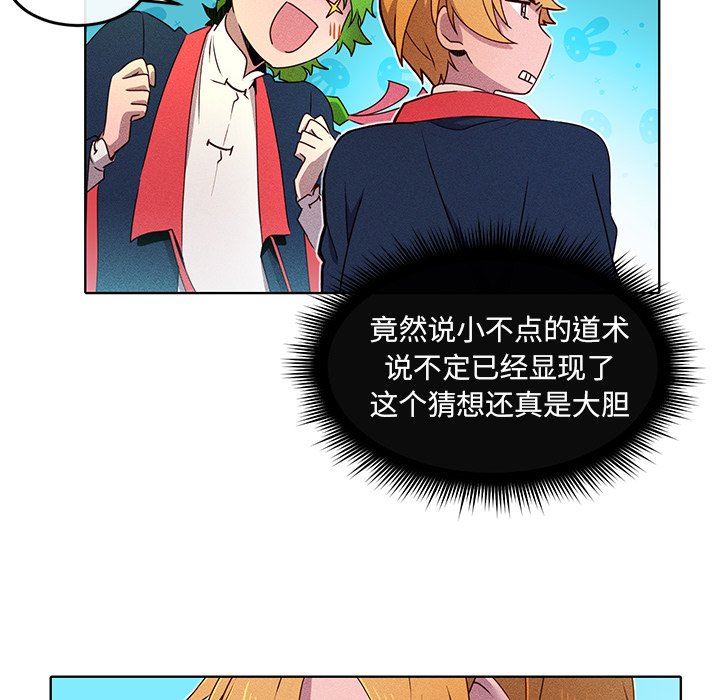 竟然说小不点的道术
说不定已经显现了
这个猜想还真是大胆